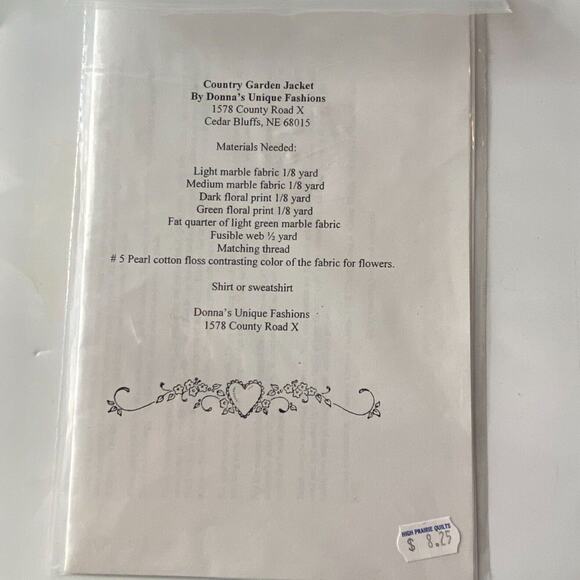 Country Garden Jacket
By Donna's Unique Fashions
1578 County Road X
Cedar Bluffs, NE 68015
Materials Needed:
Light marble fabric 1/8 yard
Medium marble fabric 1/8 yard
Dark floral print 1/8 yard
Green floral print 1/8 yard
Fat quarter of light green marble fabric
Fusible web ½ yard
Matching thread
# 5 Pearl cotton floss contrasting color of the fabric for flowers.
Shirt or sweatshirt
Donna's Unique Fashions
1578 County Road X
HIGH PRAIRIE QUILTS
$ 8.25